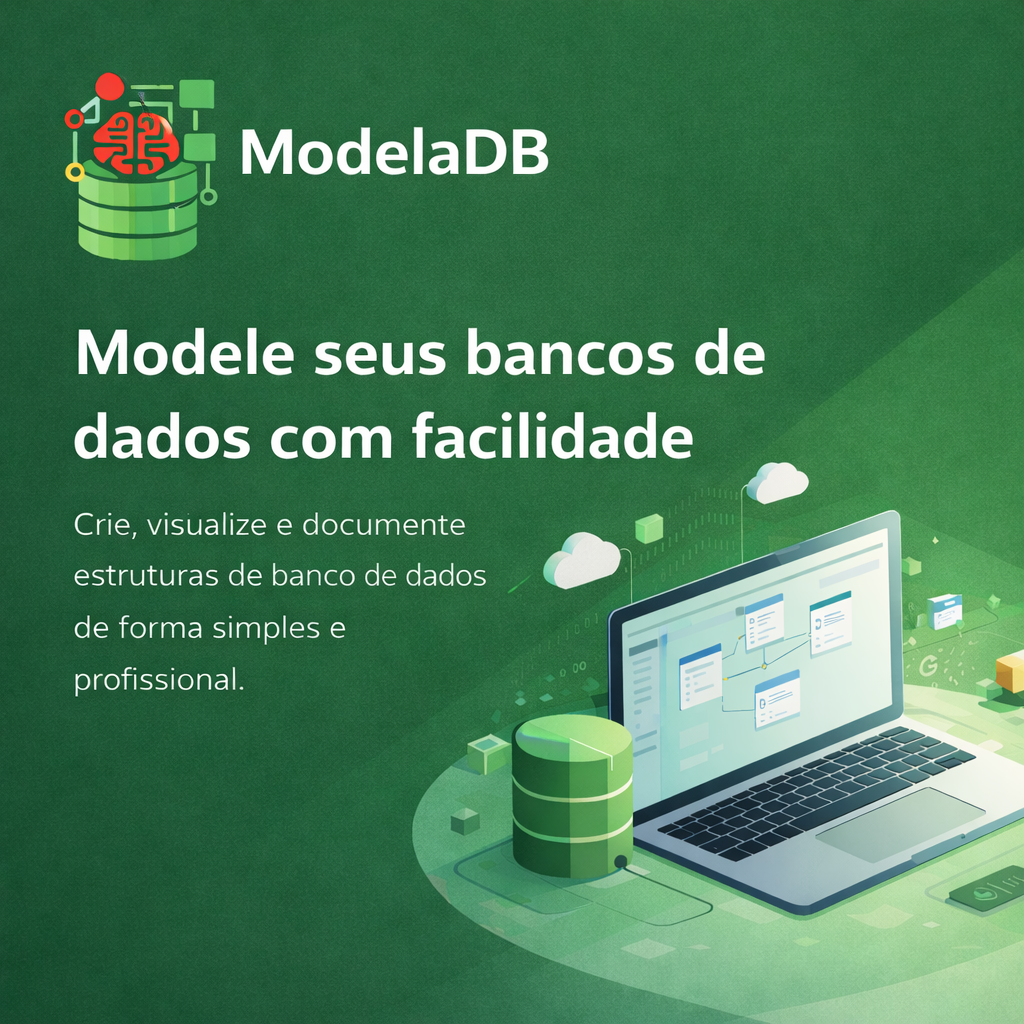 ModelaDB
Modele seus bancos de
dados com facilidade
Crie, visualize e documente
estruturas de banco de dados
de forma simples e
profissional.